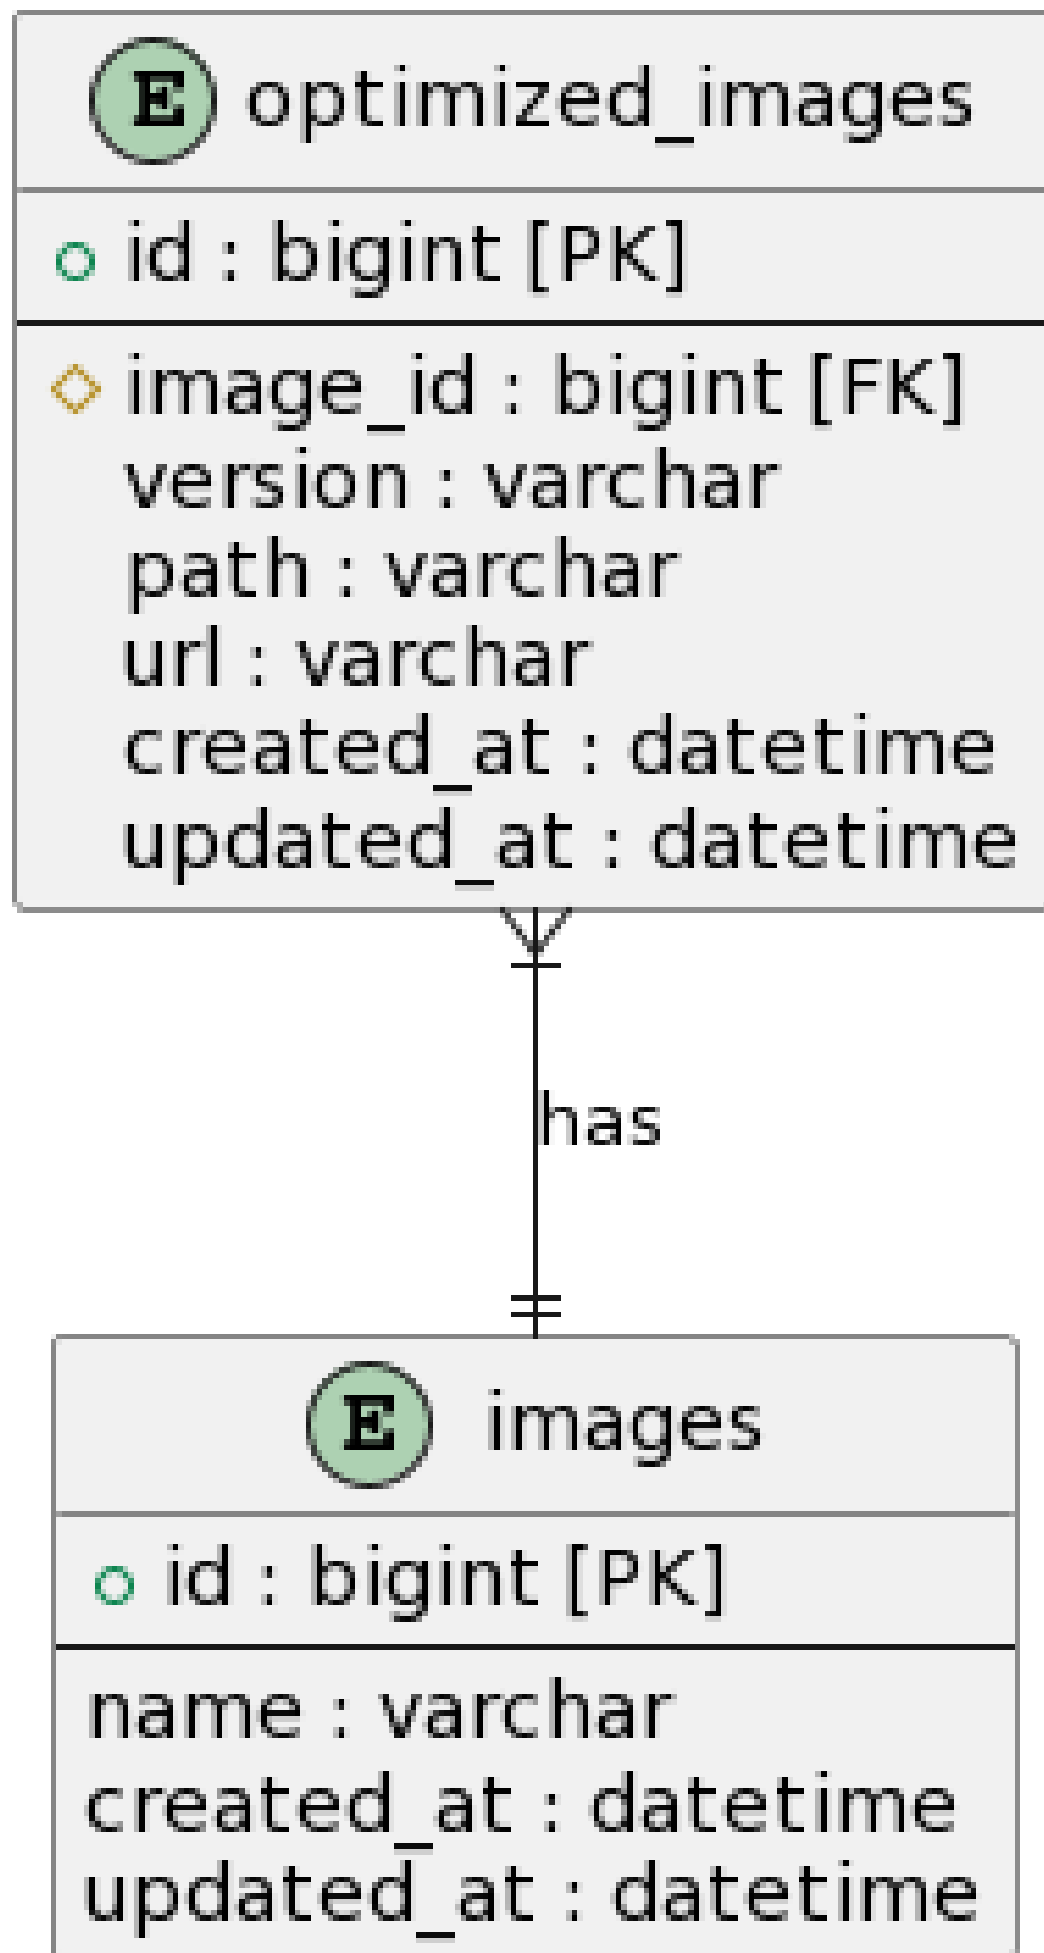 E optimized_images
id : bigint [PK]
image_id : bigint [FK]
version : varchar
path : varchar
url : varchar
created_at : datetime
updated_at : datetime
has
E images
id : bigint [PK]
name : varchar
created_at : datetime
updated_at : datetime